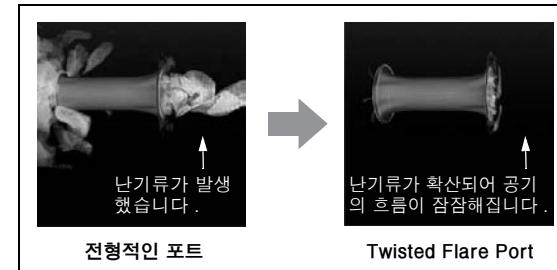 난기류가 발생
했습니다 .
전형적인 포트
난기류가 확산되어 공기
의 흐름이 잠잠해집니다 .
Twisted Flare Port